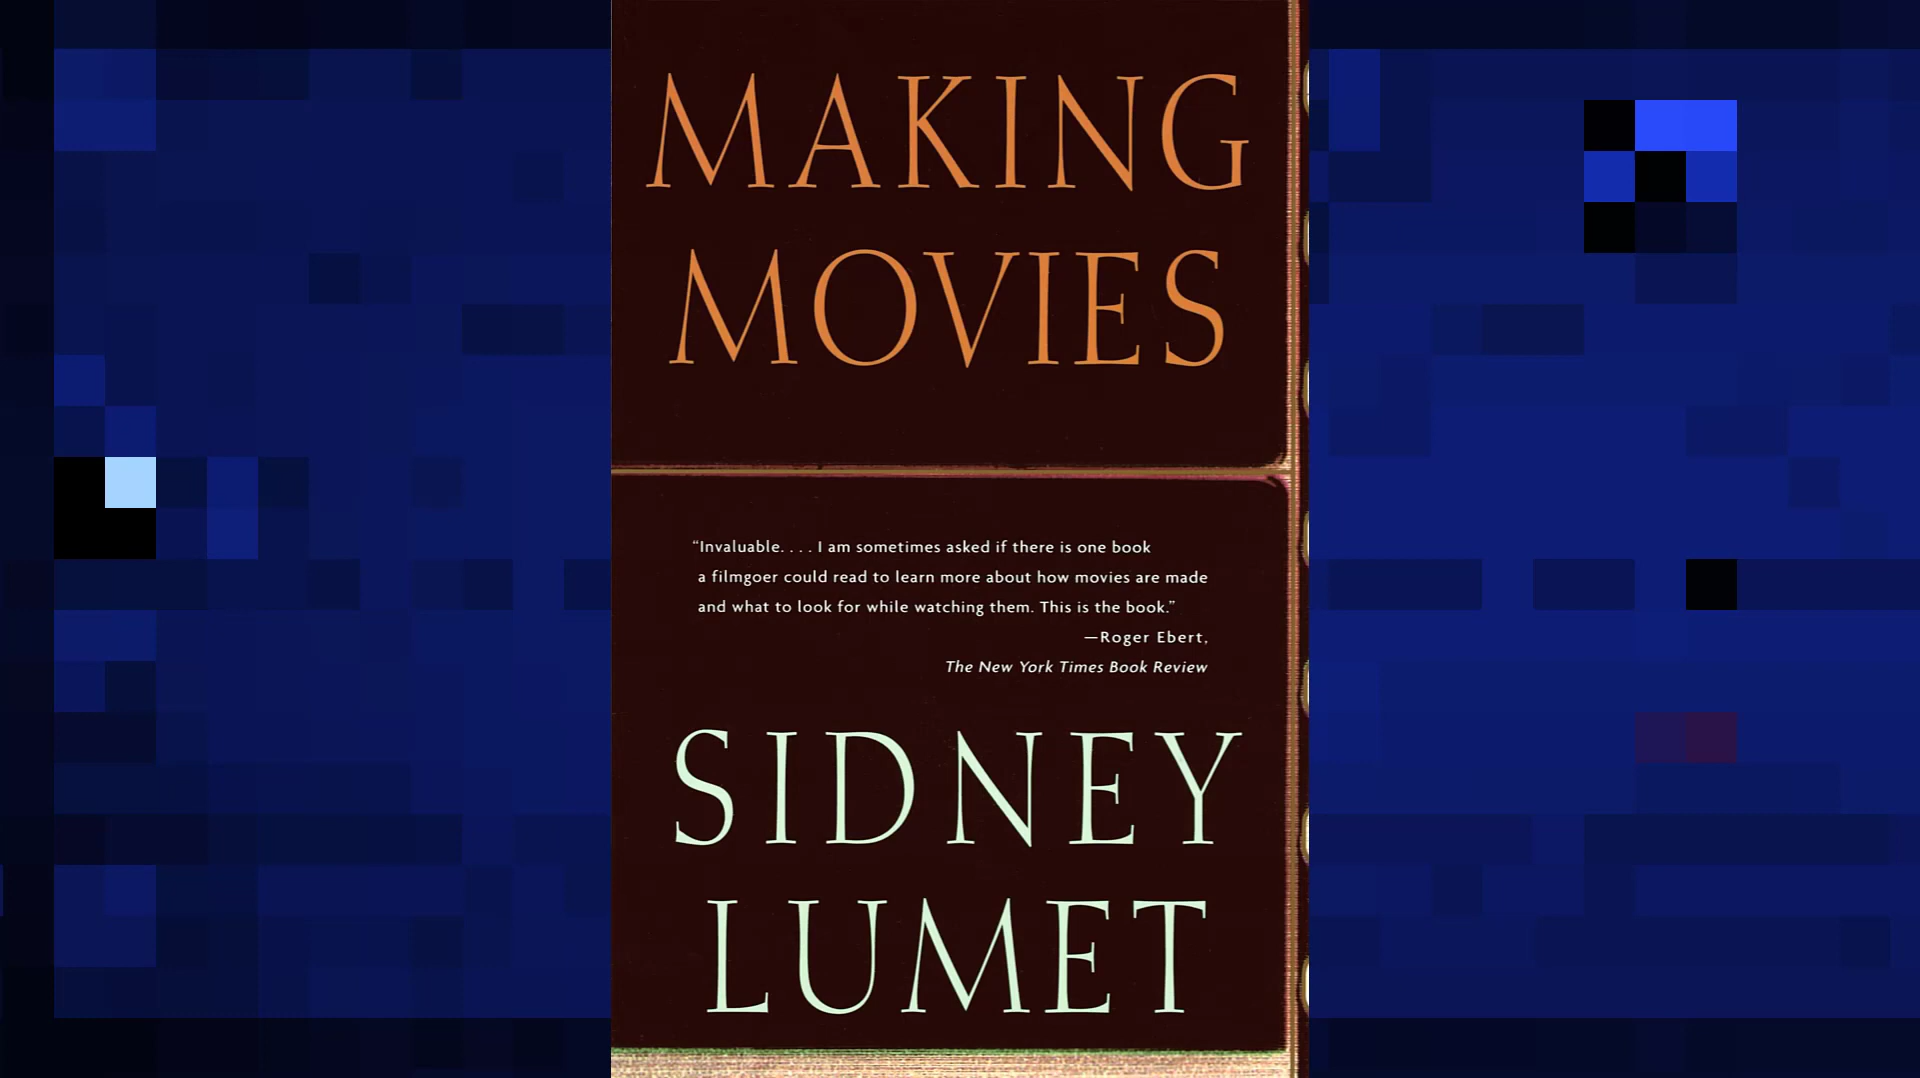 MAKING
MOVIES
“Invaluable. . . . I am sometimes asked if there is one book
a filmgoer could read to learn more about how movies are made
and what to look for while watching them. This is the book.”
—Roger Ebert,
The New York Times Book Review
SIDNEY
LUMET